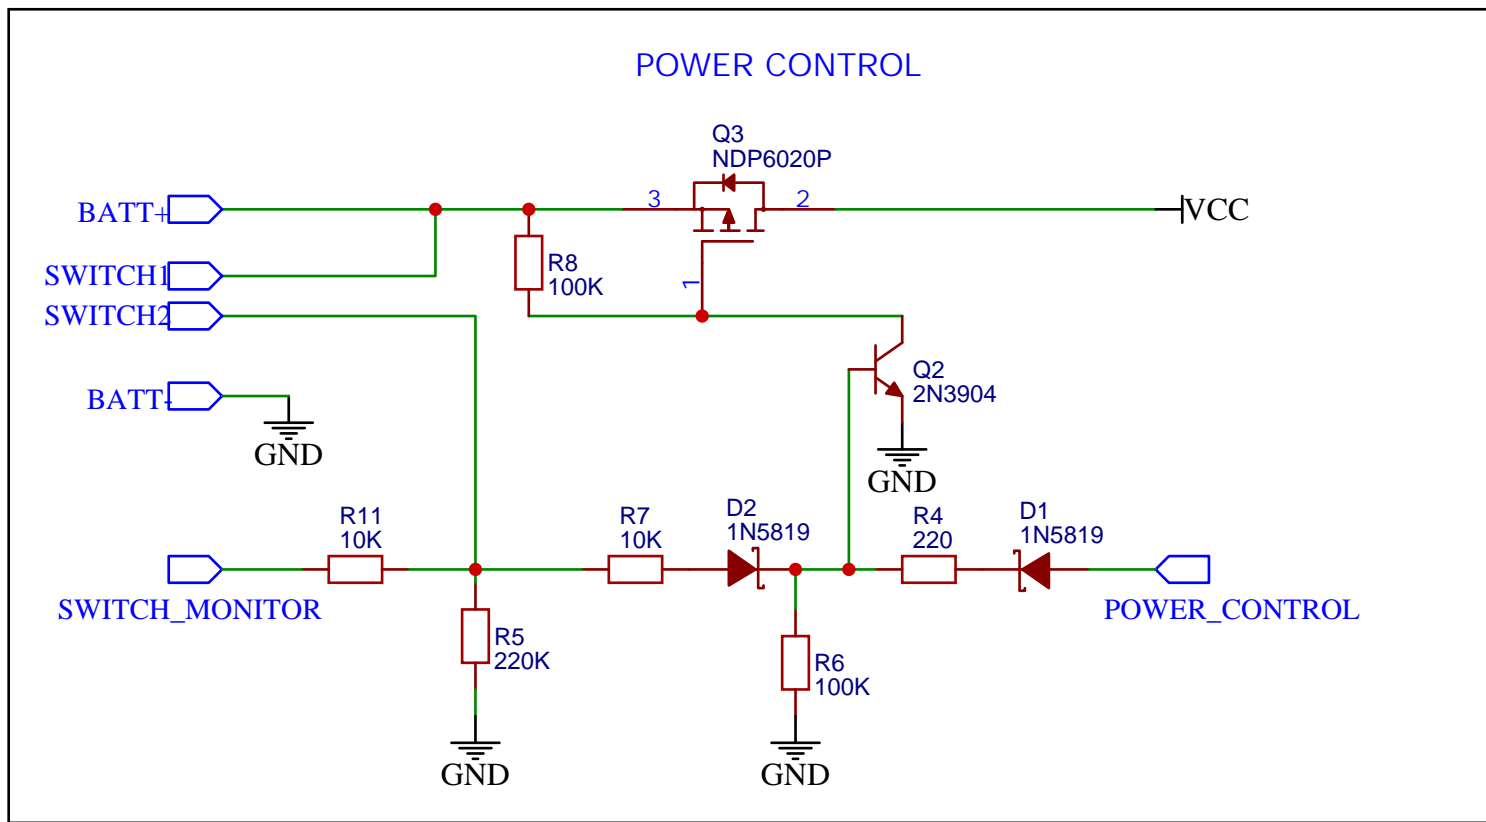 POWER CONTROL
Q3
NDP6020P
BATT+
3
2
VCC
SWITCH1
R8
100K
1
SWITCH2
Q2
2N3904
BATT-
GND
GND
R11
10K
R7
10K
D2
1N5819
R4
220
D1
1N5819
SWITCH_MONITOR
POWER_CONTROL
R5
220K
R6
100K
GND
GND